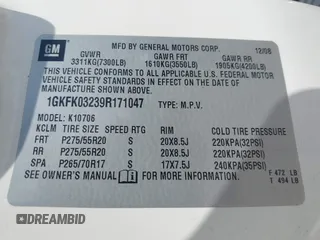 GM
MFD BY GENERAL MOTORS CORP. 12/08
GVWR GAWR FRT GAWR RR
3311KG(7300LB) 1610KG(3550LB) 1905KG(4200LB)
THIS VEHICLE CONFORMS TO ALL APPLICABLE U.S. FEDERAL MOTOR
VEHICLE SAFETY STANDARDS IN EFFECT ON THE DATE OF
MANUFACTURE SHOWN ABOVE.
1GKFK03239R171047 TYPE: M.P.V.
MODEL: K10706
KCLM TIRE SIZE SPEED RTG RIM COLD TIRE PRESSURE
FRT P275/55R20 S 20X8.5J 220KPA(32PSI)
RR P275/55R20 S 20X8.5J 220KPA(32PSI)
SPA P265/70R17 S 17X7.5J 240KPA(35PSI)
SEE OWNER'S MANUAL FOR ADDITIONAL INFORMATION.
F 472 LB
T 494 LB
DREAMBID